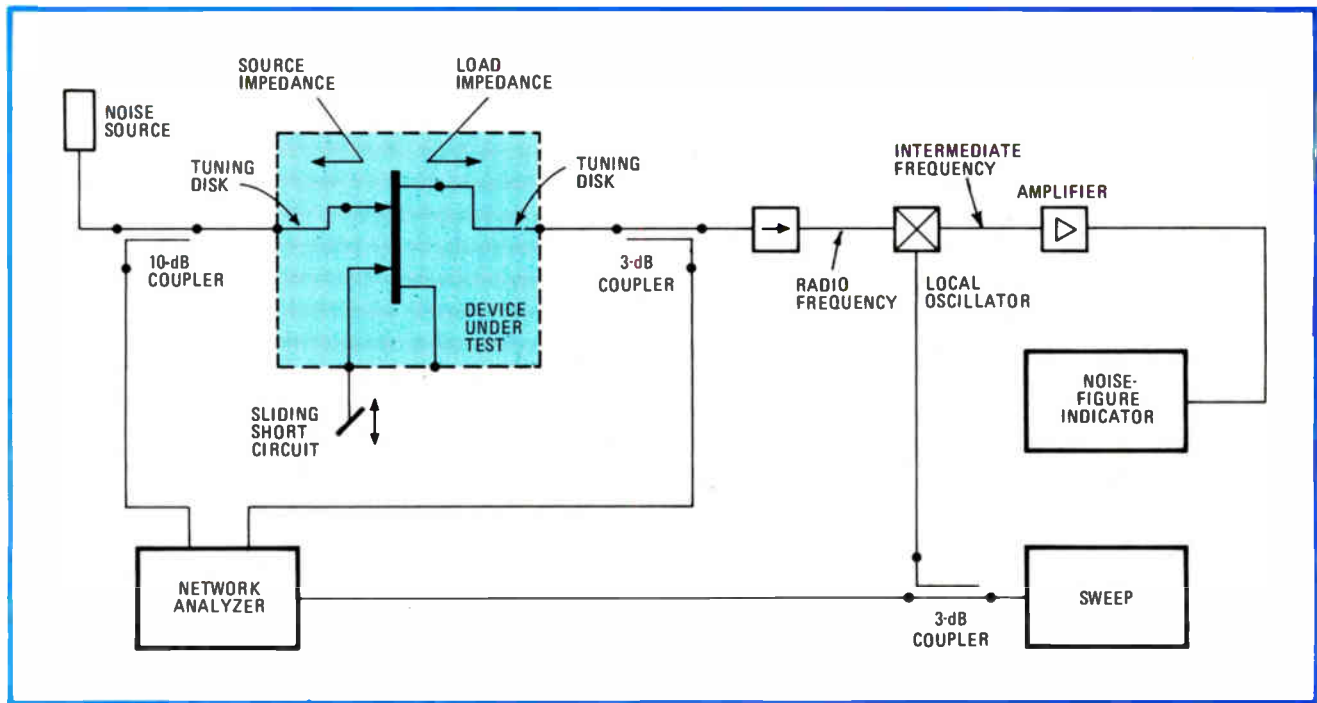 NOISE
SOURCE
SOURCE
IMPEDANCE
LOAD
IMPEDANCE
TUNING
DISK
TUNING
DISK
INTERMEDIATE
FREQUENCY
AMPLIFIER
10-dB
COUPLER
3-dB
COUPLER
RADIO
FREQUENCY
LOCAL
OSCILLATOR
DEVICE
UNDER
TEST
SLIDING
SHORT
CIRCUIT
NOISE-
FIGURE
INDICATOR
NETWORK
ANALYZER
3-dB
COUPLER
SWEEP